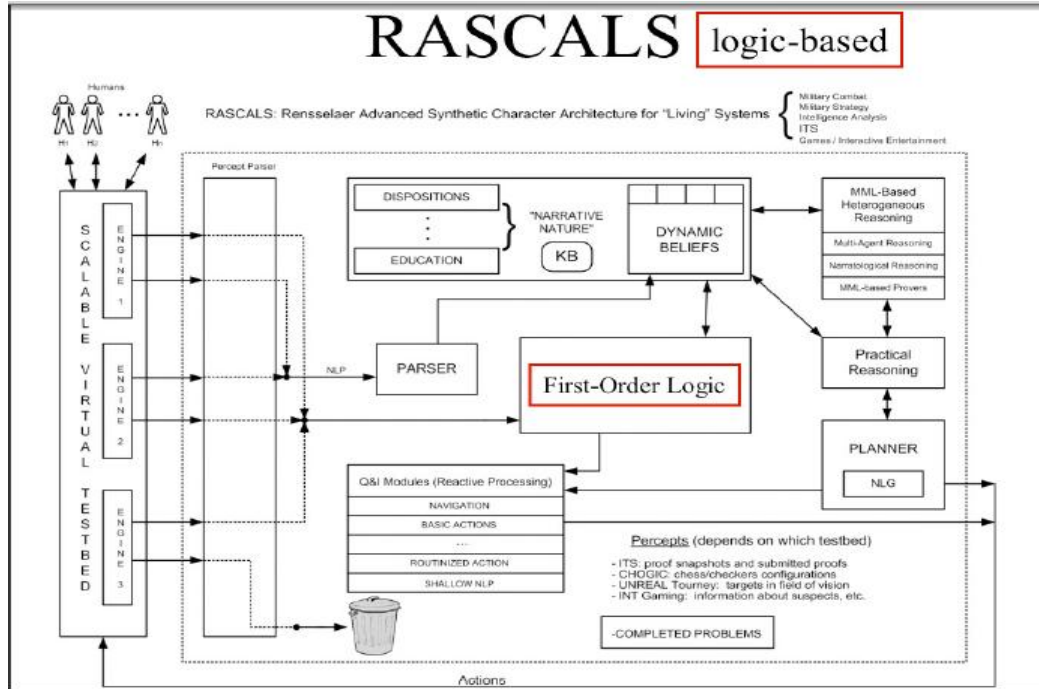 RASCALS logic-based
Humans
H1 H2 ... Hn
RASCALS: Rensselaer Advanced Synthetic Character Architecture for "Living" Systems
Military Combat
Military Strategy
Intelligence Analysis
ITS
Games / Interactive Entertainment
Percept Parser
SCALABLE VIRTUAL TESTBED
ENGINE 1
ENGINE 2
ENGINE 3
DISPOSITIONS
EDUCATION
"NARRATIVE
NATURE"
KB
DYNAMIC
BELIEFS
MML-Based
Heterogeneous
Reasoning
Multi-Agent Reasoning
Narratological Reasoning
MML-based Provers
NLP
PARSER
First-Order Logic
Practical
Reasoning
PLANNER
NLG
Q&I Modules (Reactive Processing)
NAVIGATION
BASIC ACTIONS
...
ROUTINIZED ACTION
SHALLOW NLP
Percepts (depends on which testbed)
- ITS: proof snapshots and submitted proofs
- CHOGIC: chess/checkers configurations
- UNREAL Tourney: targets in field of vision
- INT Gaming: information about suspects, etc.
-COMPLETED PROBLEMS
Actions